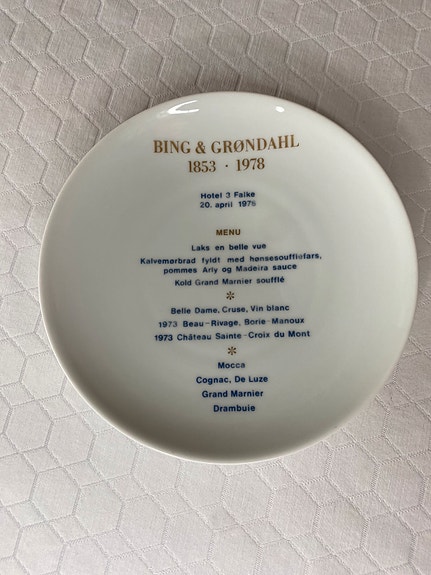 BING & GRØNDAHL
1853 · 1978
Hotel 3 Falke
20. april 1978
MENU
Laks en belle vue
Kalvemørbrad fyldt med hønsesouffléfars,
pommes Arly og Madeira sauce
Kold Grand Marnier soufflé
*
Belle Dame, Cruse, Vin blanc
1973 Beau-Rivage, Borie-Manoux
1973 Château Sainte-Croix du Mont
*
Mocca
Cognac, De Luze
Grand Marnier
Drambuie